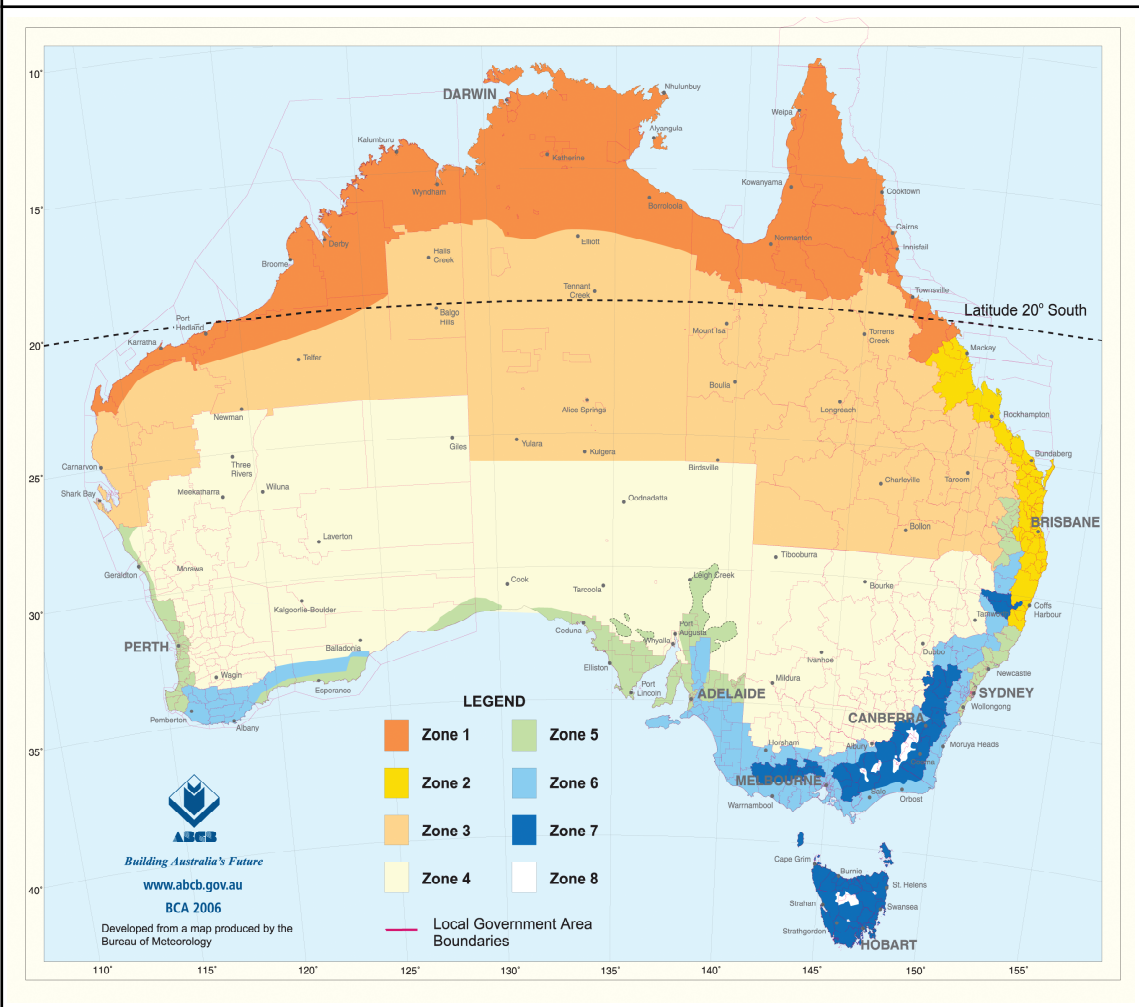 10°
DARWIN
Nhulunbuy
Weipa
Alyangula
Kalumburu
Katherine
Kowanyama
Wyndham
Cooktown
15°
Borroloola
Cairns
Derby
Elliott
Normanton
Innisfail
Halls
Creek
Broome
Tennant
Creek
Townsville
Latitude 20° South
Port
Hedland
Balgo
Hills
Mount Isa
Torrens
Creek
20°
Karratha
Mackay
Telfer
Boulia
Alice Springs
Longreach
Newman
Rockhampton
Giles
Yulara
Kulgera
Bundaberg
Carnarvon
Three
Rivers
Birdsville
25°
Charleville
Taroom
Shark Bay
Meekatharra
Wiluna
Oodnadatta
BRISBANE
Bollon
Laverton
Tibooburra
Geraldton
Morawa
Cook
Tarcoola
Leigh Creek
Bourke
30°
Kalgoorlie-Boulder
Tamworth
Coffs
Harbour
Ceduna
Port
Augusta
Whyalla
PERTH
Balladonia
Dubbo
Ivanhoe
Elliston
Wagin
Mildura
Newcastle
Esperance
Port
Lincoln
ADELAIDE
SYDNEY
Wollongong
Pemberton
Albany
LEGEND
CANBERRA
Zone 1
Zone 5
35°
Horsham
Albury
Moruya Heads
Zone 2
Zone 6
MELBOURNE
Sale
Orbost
Warrnambool
Zone 3
Zone 7
ABCB
Building Australia's Future
Cape Grim
Burnie
www.abcb.gov.au
Zone 4
Zone 8
40°
St. Helens
BCA 2006
Strahan
Swansea
Developed from a map produced by the
Bureau of Meteorology
Local Government Area
Boundaries
Strathgordon
HOBART
110°
115°
120°
125°
130°
135°
140°
145°
150°
155°